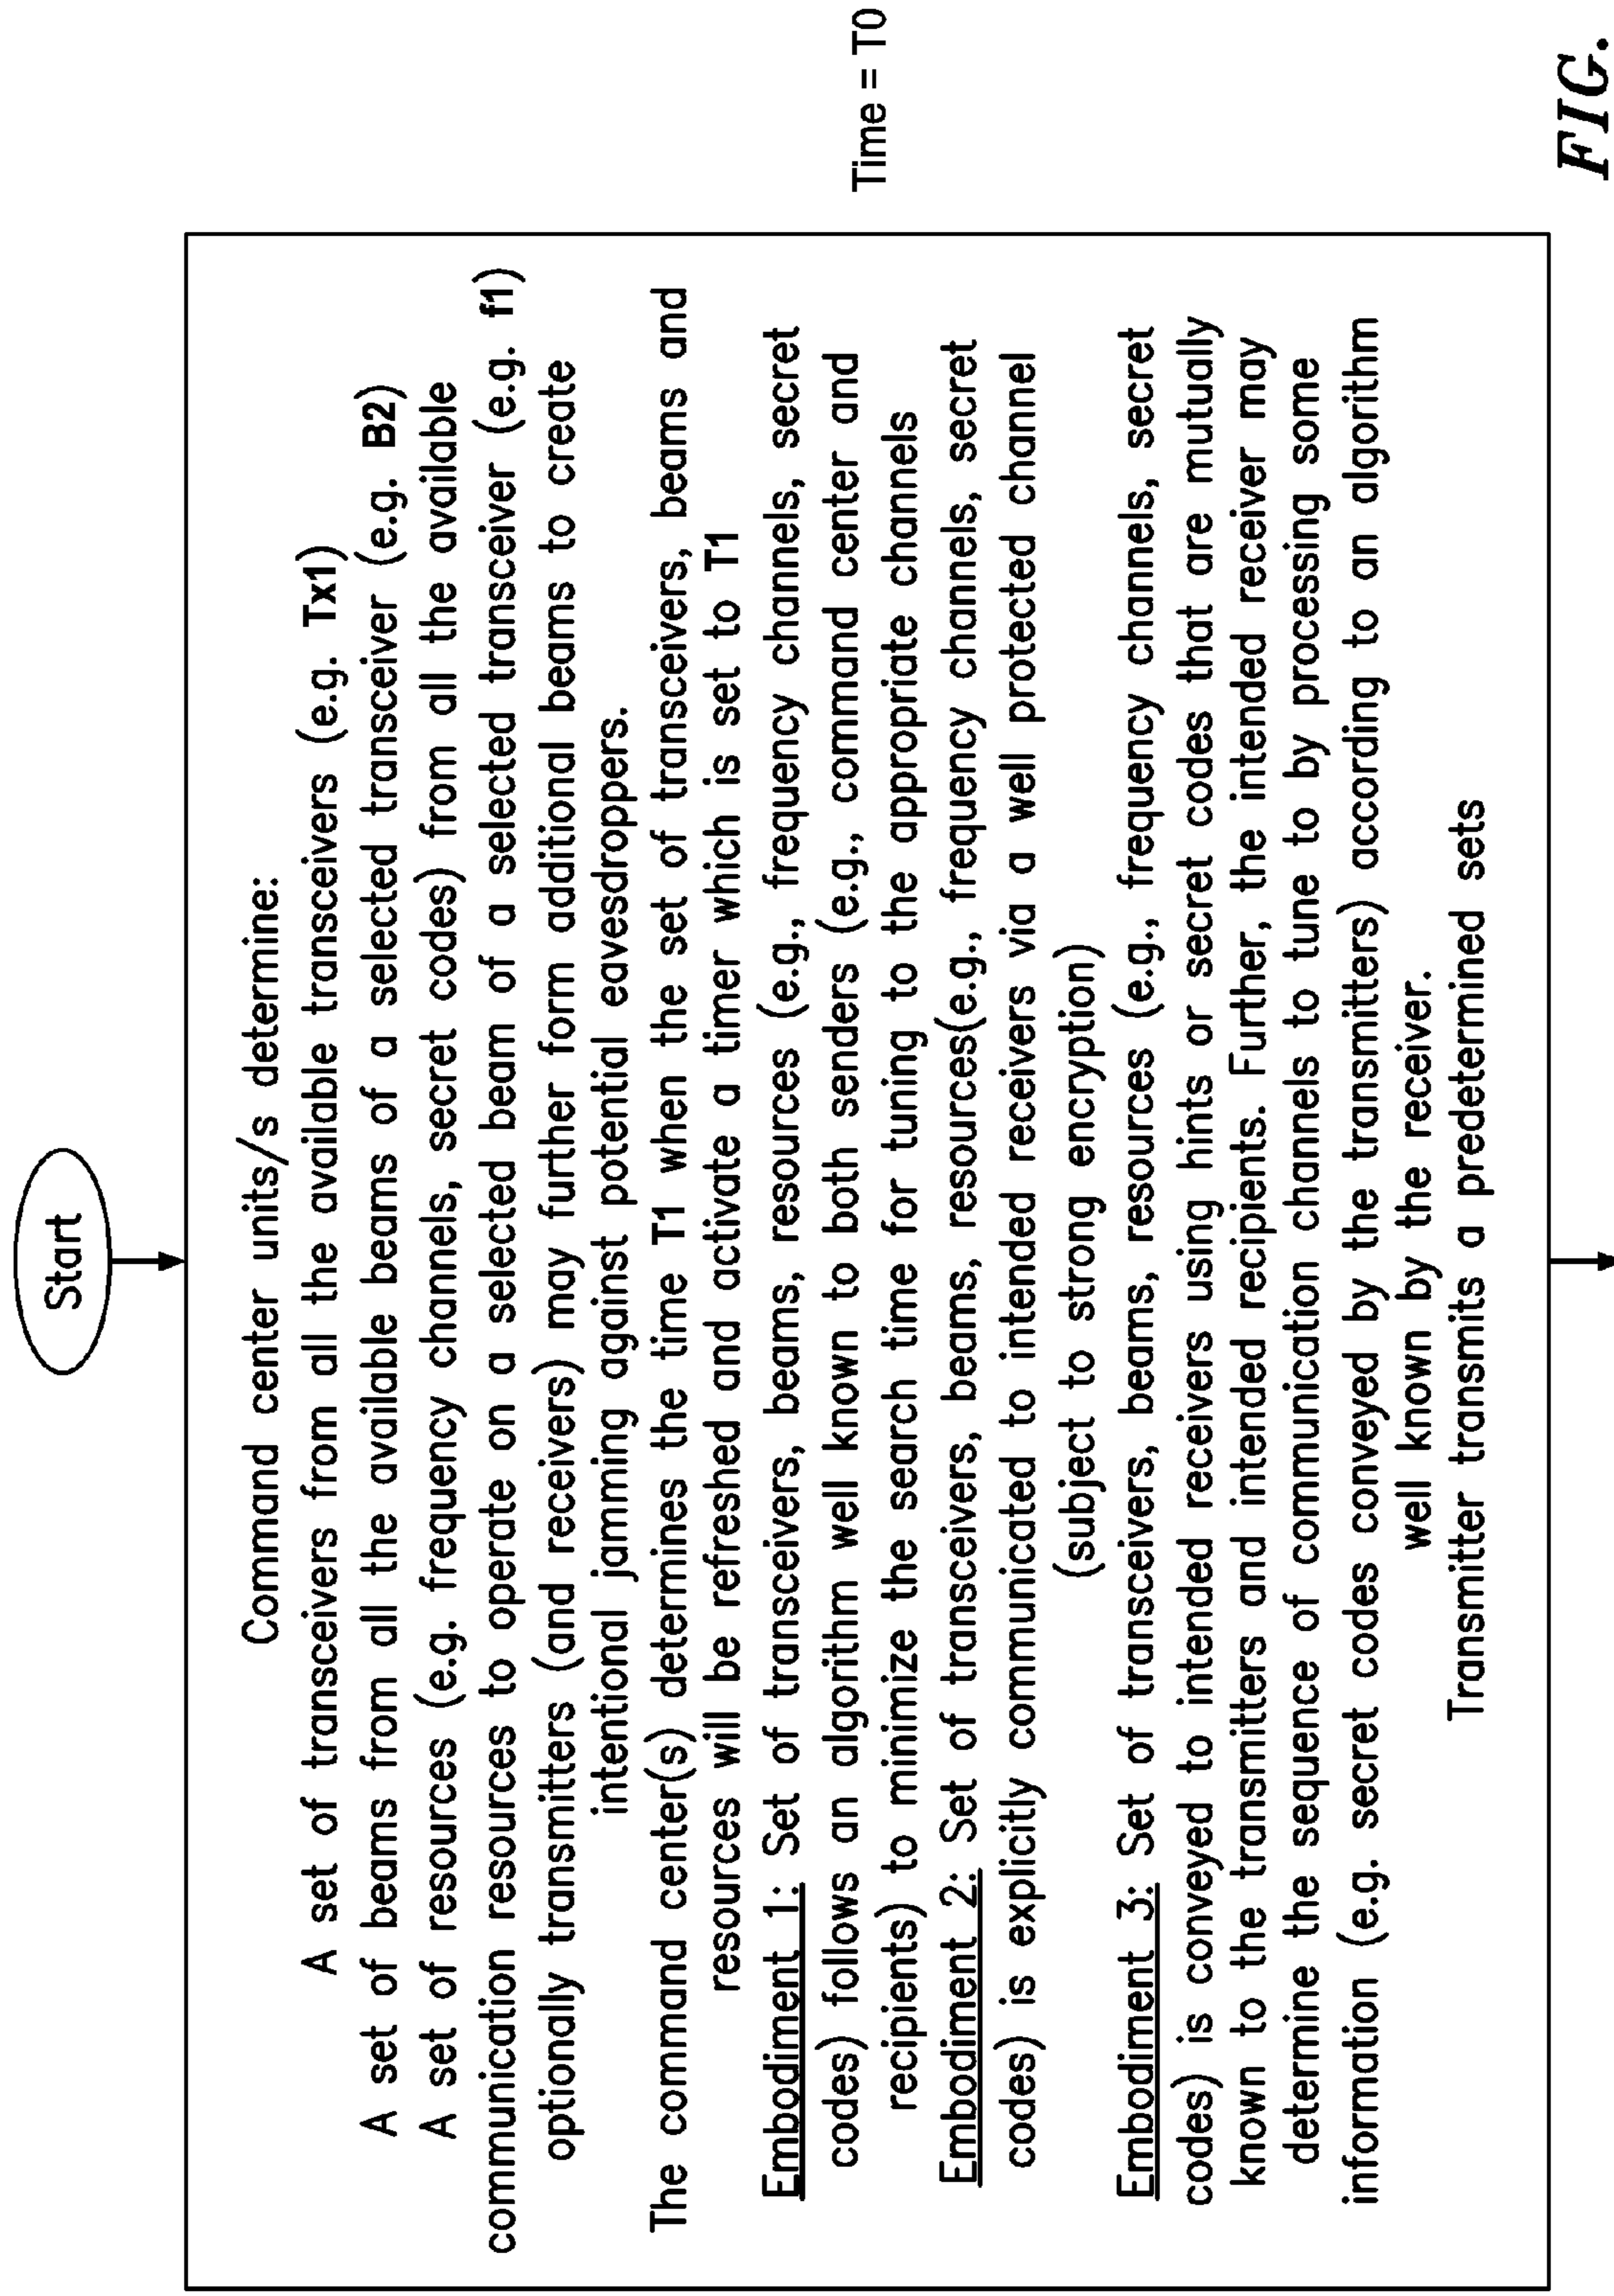 Start
Command center units/s determine:
A set of transceivers from all the available transceivers (e.g. Tx1)
A set of beams from all the available beams of a selected transceiver (e.g. B2)
A set of resources (e.g. frequency channels, secret codes) from all the available
communication resources to operate on a selected beam of a selected transceiver (e.g. f1)
optionally transmitters (and receivers) may further form additional beams to create
intentional jamming against potential eavesdroppers.
The command center(s) determines the time T1 when the set of transceivers, beams and
resources will be refreshed and activate a timer which is set to T1
Embodiment 1: Set of transceivers, beams, resources (e.g., frequency channels, secret
codes) follows an algorithm well known to both senders (e.g., command center and
recipients) to minimize the search time for tuning to the appropriate channels
Embodiment 2: Set of transceivers, beams, resources(e.g., frequency channels, secret
codes) is explicitly communicated to intended receivers via a well protected channel
(subject to strong encryption)
Embodiment 3: Set of transceivers, beams, resources (e.g., frequency channels, secret
codes) is conveyed to intended receivers using hints or secret codes that are mutually
known to the transmitters and intended recipients. Further, the intended receiver may
determine the sequence of communication channels to tune to by processing some
information (e.g. secret codes conveyed by the transmitters) according to an algorithm
well known by the receiver.
Transmitter transmits a predetermined sets
Time = T0
FIG.